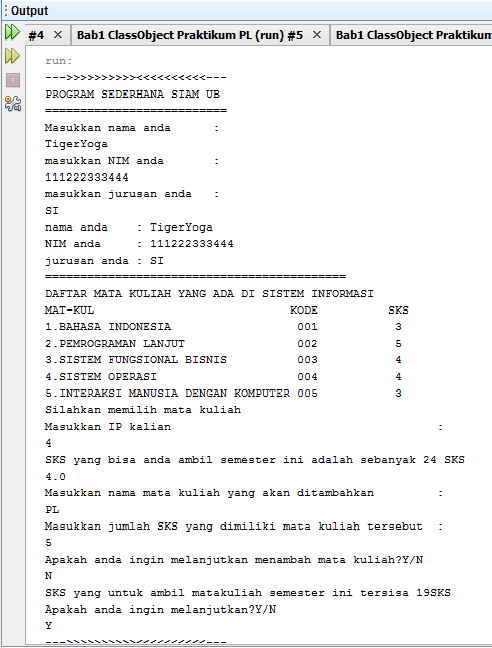 Output
#4 × Bab1 ClassObject Praktikum PL (run) #5 × Bab1 ClassObject Praktikum
run:
--->>>>>>>>>><<<<<<<<<<---
PROGRAM SEDERHANA SIAM UB
==========================
Masukkan nama anda      :
TigerYoga
masukkan NIM anda       :
111222333444
masukkan jurusan anda   :
SI
nama anda    : TigerYoga
NIM anda     : 111222333444
jurusan anda : SI
===========================================
DAFTAR MATA KULIAH YANG ADA DI SISTEM INFORMASI
MAT-KUL                            KODE          SKS
1.BAHASA INDONESIA                  001           3
2.PEMROGRAMAN LANJUT                002           5
3.SISTEM FUNGSIONAL BISNIS          003           4
4.SISTEM OPERASI                    004           4
5.INTERAKSI MANUSIA DENGAN KOMPUTER 005           3
Silahkan memilih mata kuliah
Masukkan IP kalian                                      :
4
SKS yang bisa anda ambil semester ini adalah sebanyak 24 SKS
4.0
Masukkan nama mata kuliah yang akan ditambahkan         :
PL
Masukkan jumlah SKS yang dimiliki mata kuliah tersebut  :
5
Apakah anda ingin melanjutkan menambah mata kuliah?Y/N
N
SKS yang untuk ambil matakuliah semester ini tersisa 19SKS
Apakah anda ingin melanjutkan?Y/N
Y
--->>>>>>>>>><<<<<<<<<<---